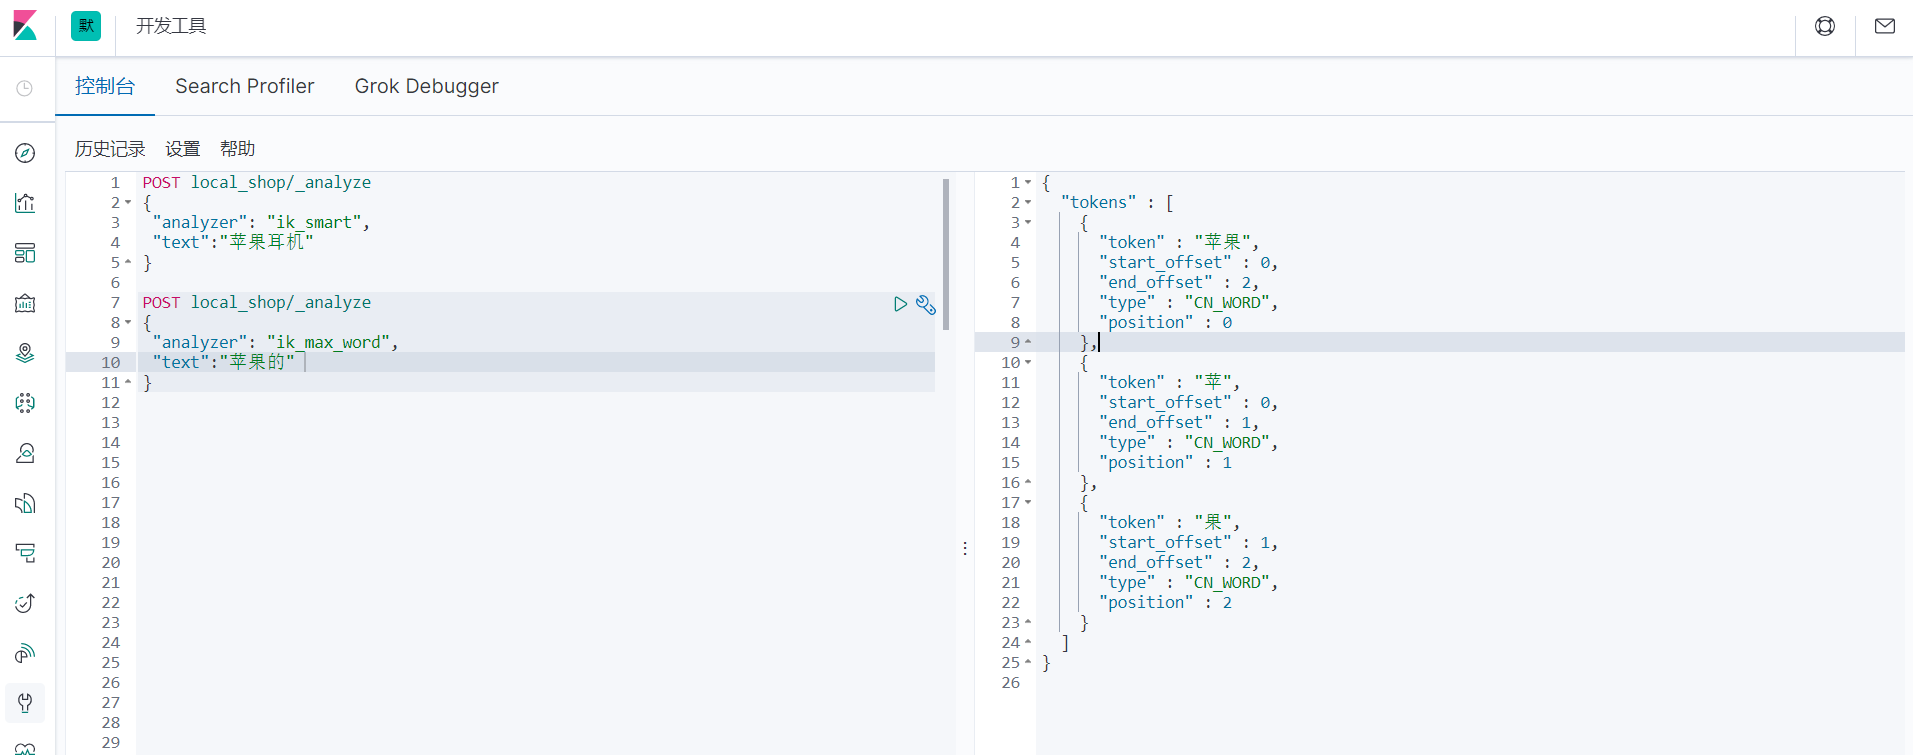 默 开发工具
控制台 Search Profiler Grok Debugger
历史记录 设置 帮助
1 POST local_shop/_analyze
2 {
3 "analyzer": "ik_smart",
4 "text":"苹果耳机"
5 }
6
7 POST local_shop/_analyze
8 {
9 "analyzer": "ik_max_word",
10 "text":"苹果的"
11 }
12
13
14
15
16
17
18
19
20
21
22
23
24
25
26
27
28
29
1 {
2 "tokens" : [
3 {
4 "token" : "苹果",
5 "start_offset" : 0,
6 "end_offset" : 2,
7 "type" : "CN_WORD",
8 "position" : 0
9 },
10 {
11 "token" : "苹",
12 "start_offset" : 0,
13 "end_offset" : 1,
14 "type" : "CN_WORD",
15 "position" : 1
16 },
17 {
18 "token" : "果",
19 "start_offset" : 1,
20 "end_offset" : 2,
21 "type" : "CN_WORD",
22 "position" : 2
23 }
24 ]
25 }
26